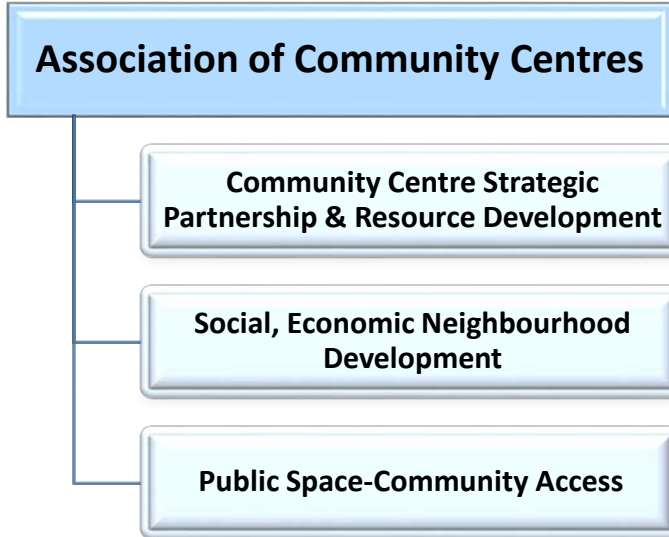 Association of Community Centres
Community Centre Strategic
Partnership & Resource Development
Social, Economic Neighbourhood
Development
Public Space-Community Access